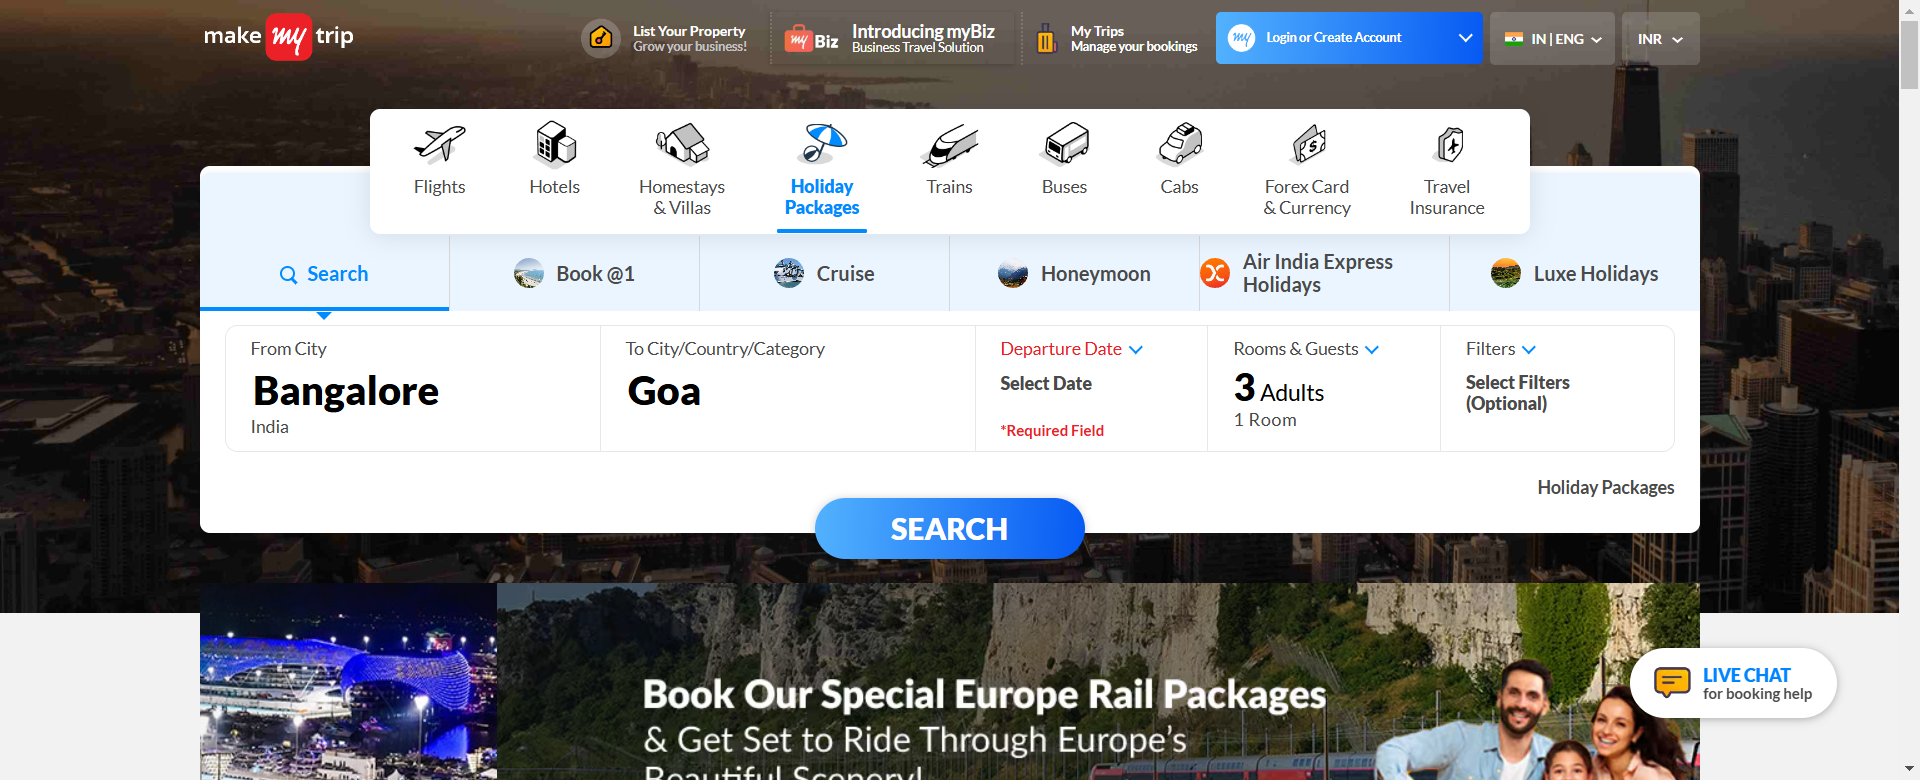 make my trip
List Your Property
Grow your business!
my Biz
Introducing myBiz
Business Travel Solution
My Trips
Manage your bookings
my Login or Create Account
IN | ENG
INR
Flights
Hotels
Homestays
& Villas
Holiday
Packages
Trains
Buses
Cabs
Forex Card
& Currency
Travel
Insurance
Search
Book @1
Cruise
Honeymoon
Air India Express
Holidays
Luxe Holidays
From City
Bangalore
India
To City/Country/Category
Goa
Departure Date
Select Date
*Required Field
Rooms & Guests
3 Adults
1 Room
Filters
Select Filters
(Optional)
Holiday Packages
SEARCH
Book Our Special Europe Rail Packages
& Get Set to Ride Through Europe's
Beautiful Scenery!
LIVE CHAT
for booking help